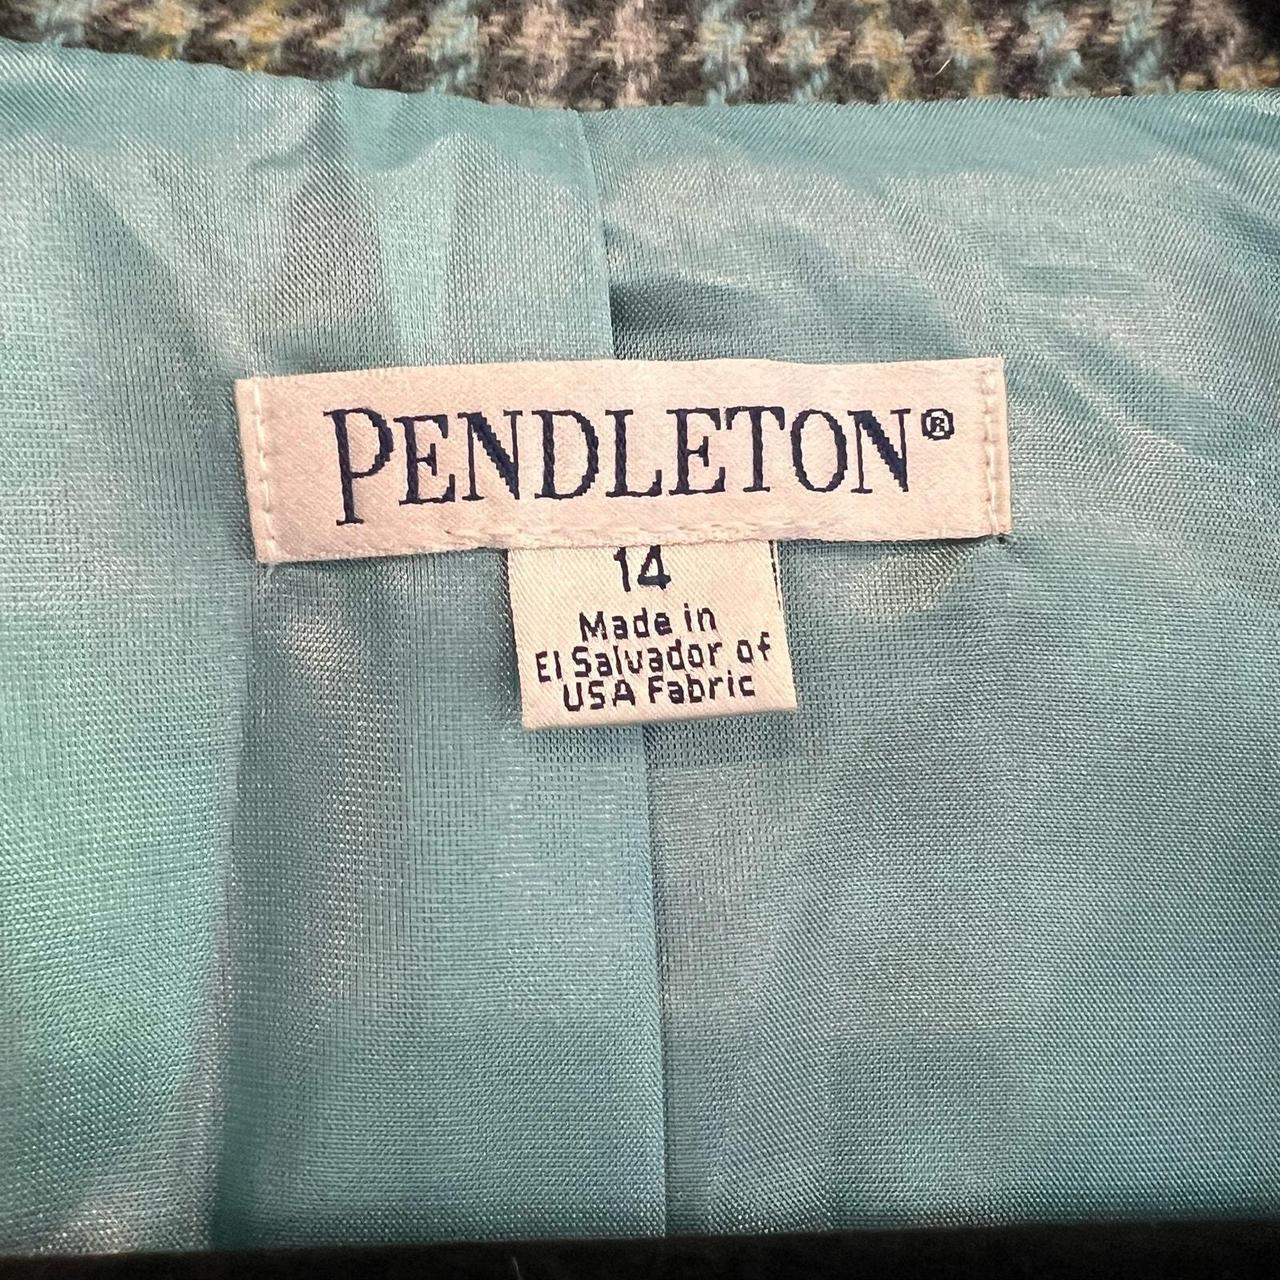 PENDLETON®
14
Made in
El Salvador of
USA Fabric